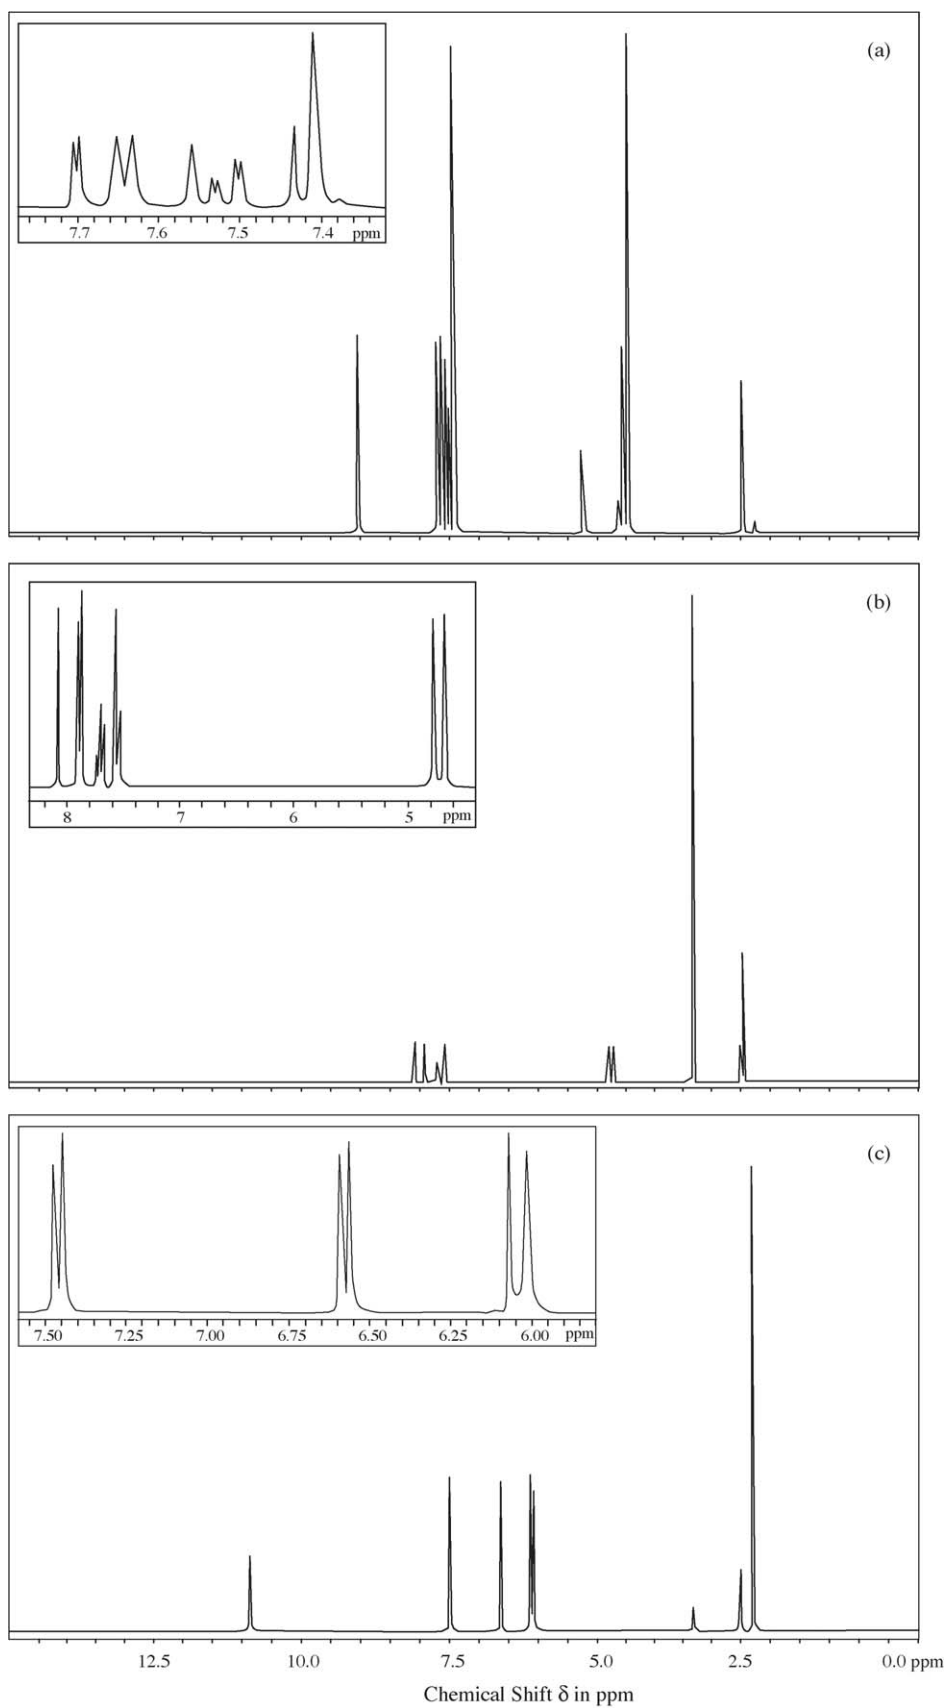 (a)
7.7 7.6 7.5 7.4 ppm
(b)
8 7 6 5 ppm
(c)
7.50 7.25 7.00 6.75 6.50 6.25 6.00 ppm
12.5 10.0 7.5 5.0 2.5 0.0 ppm
Chemical Shift δ in ppm